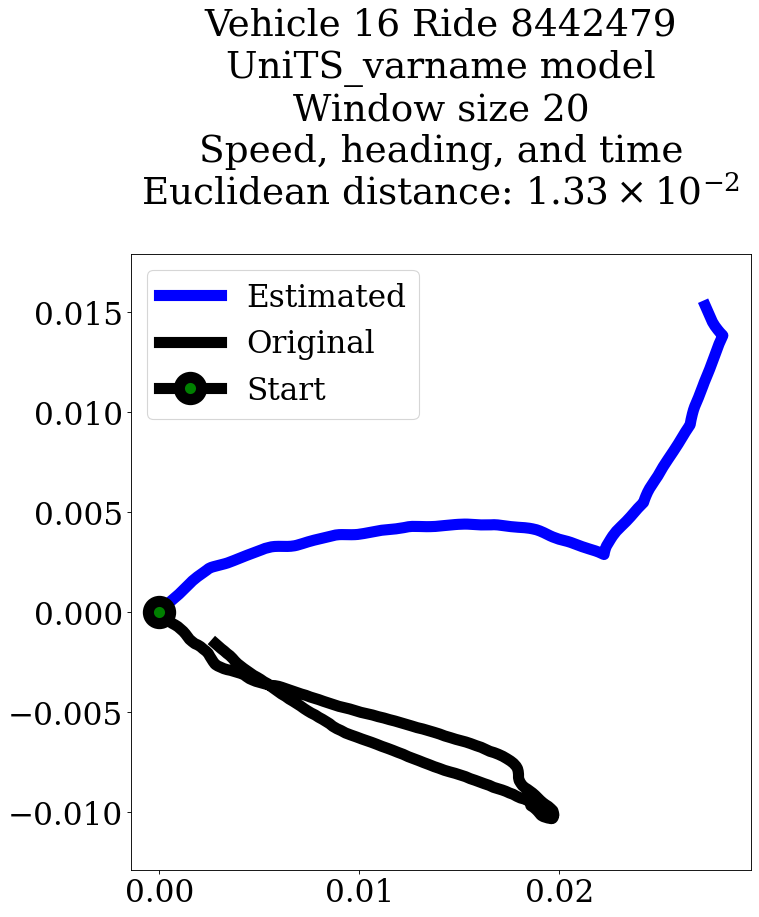 Vehicle 16 Ride 8442479
UniTS_varname model
Window size 20
Speed, heading, and time
Euclidean distance: 1.33 × 10⁻²
Estimated
Original
Start
0.015
0.010
0.005
0.000
−0.005
−0.010
0.00 0.01 0.02